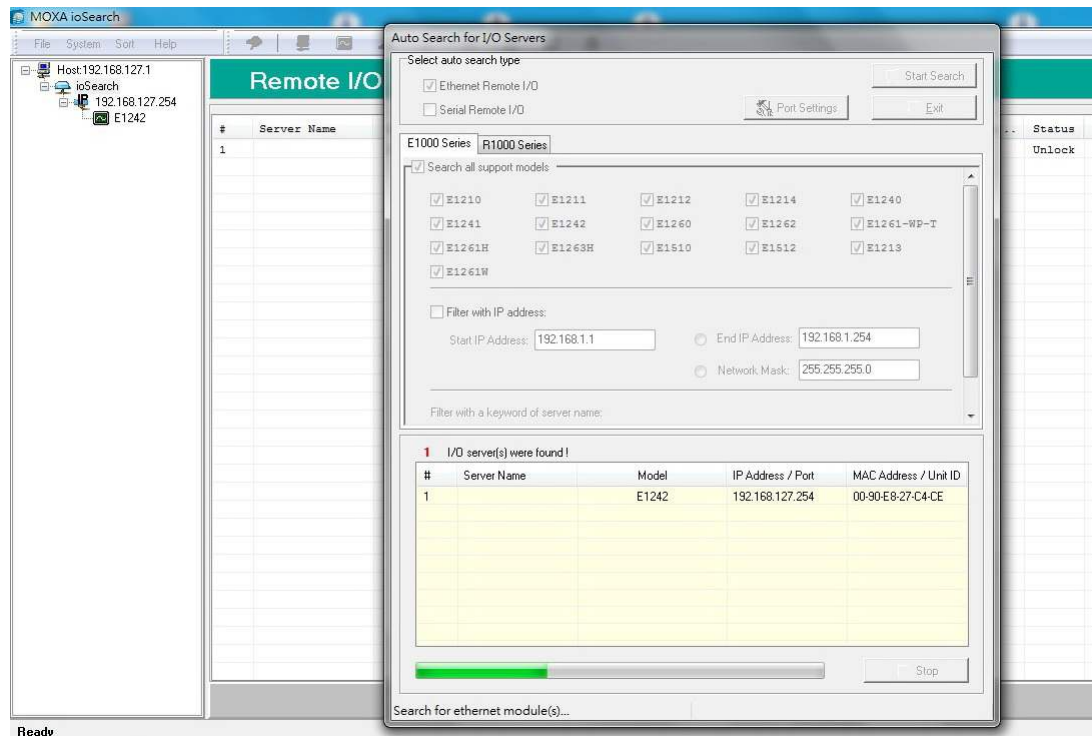 MOXA ioSearch
File System Sort Help
Host:192.168.127.1
ioSearch
192.168.127.254
E1242
Remote I/O
# Server Name .. Status
1 Unlock
Auto Search for I/O Servers
Select auto search type
Ethernet Remote I/O
Serial Remote I/O
Start Search
Port Settings
Exit
E1000 Series R1000 Series
Search all support models
E1210 E1211 E1212 E1214 E1240
E1241 E1242 E1260 E1262 E1261-WP-T
E1261H E1263H E1510 E1512 E1213
E1261W
Filter with IP address:
Start IP Address: 192.168.1.1 End IP Address: 192.168.1.254
Network Mask: 255.255.255.0
Filter with a keyword of server name:
1 I/O server(s) were found !
# Server Name Model IP Address / Port MAC Address / Unit ID
1 E1242 192.168.127.254 00-90-E8-27-C4-CE
Stop
Search for ethernet module(s)...
Ready